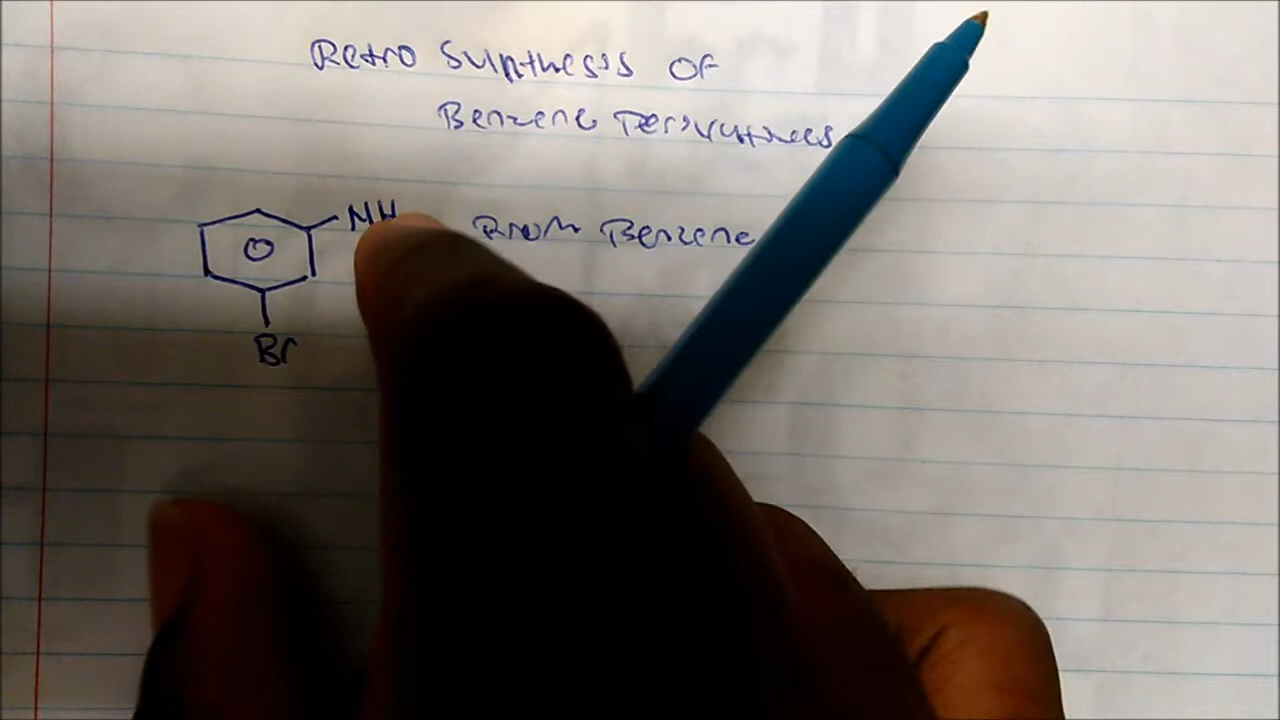 Retro Synthesis of
Benzene Derivatives
NH
From Benzene
Br